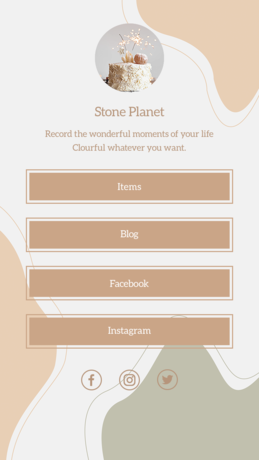 Stone Planet
Record the wonderful moments of your life
Clourful whatever you want.
Items
Blog
Facebook
Instagram